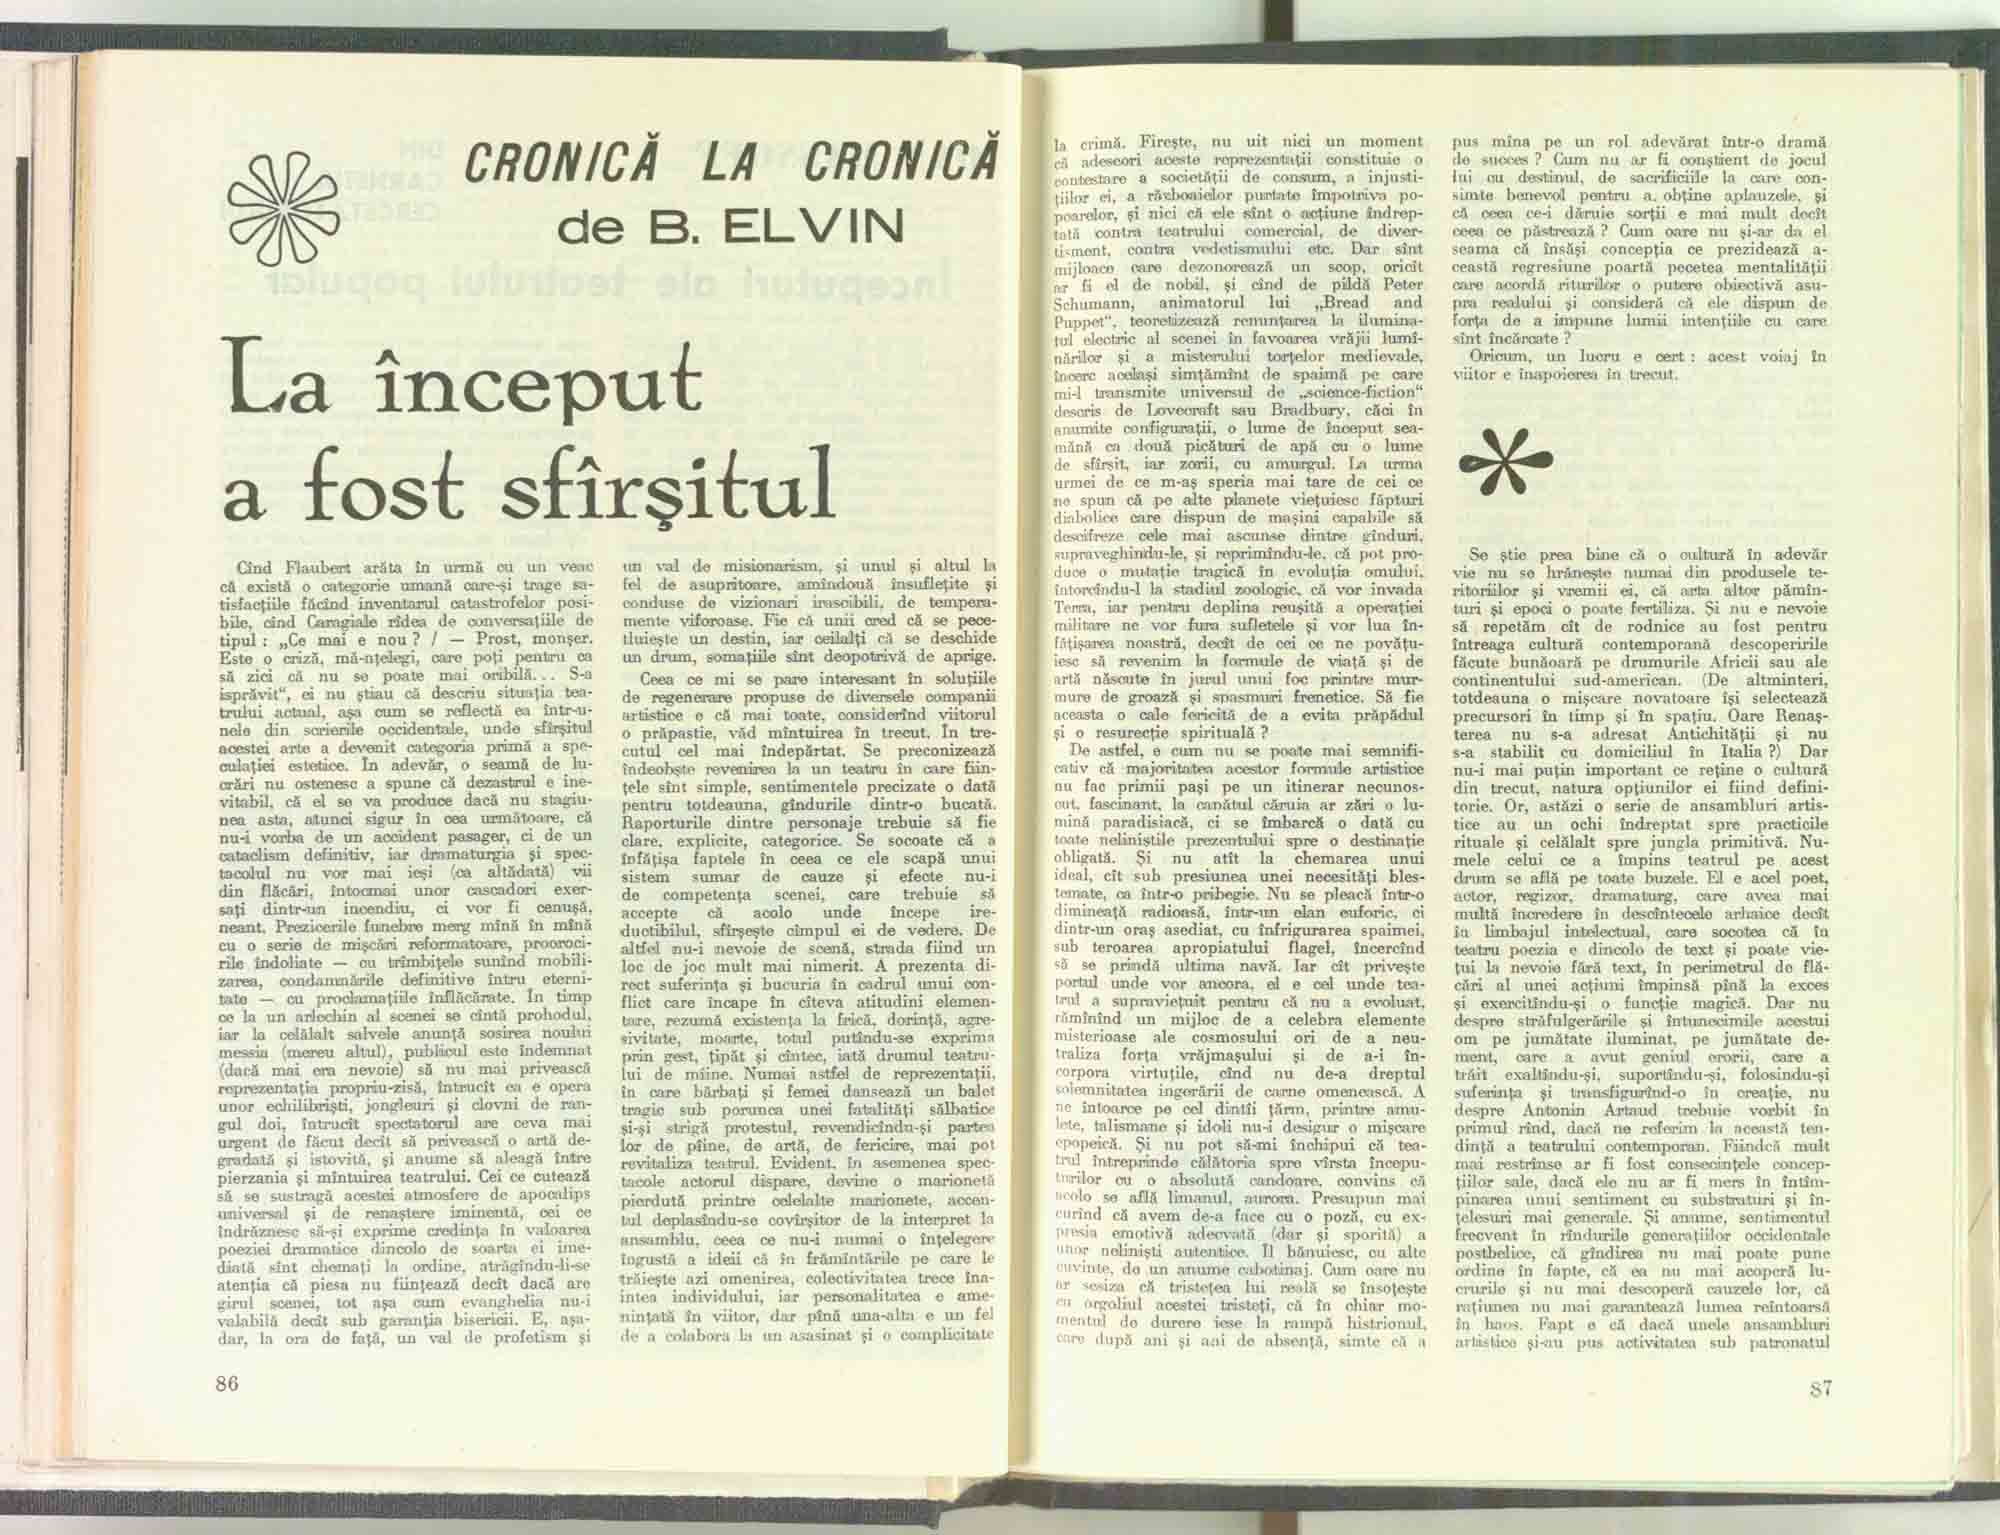 CRONICĂ LA CRONICĂ
de B. ELVIN
La început
a fost sfîrşitul
Cînd Flaubert arăta în urmă cu un veac
că există o categorie umană care-şi trage sa-
tisfacţiile făcînd inventarul catastrofelor posi-
bile, cînd Caragiale rîdea de conversaţiile de
tipul : „Ce mai e nou ? / — Prost, monşer.
Este o criză, mă-nţelegi, care poţi pentru ca
să zici că nu se poate mai oribilă... S-a
isprăvit“, ei nu ştiau că descriu situaţia tea-
trului actual, aşa cum se reflectă ea într-u-
nele din scrierile occidentale, unde sfîrşitul
acestei arte a devenit categoria primă a spe-
culaţiei estetice. In adevăr, o seamă de lu-
crări nu ostenesc a spune că dezastrul e ine-
vitabil, că el se va produce dacă nu stagiu-
nea asta, atunci sigur în cea următoare, că
nu-i vorba de un accident pasager, ci de un
cataclism definitiv, iar dramaturgia şi spec-
tacolul nu vor mai ieşi (ca altădată) vii
din flăcări, întocmai unor cascadori exer-
saţi dintr-un incendiu, ci vor fi cenuşă,
neant. Prezicerile funebre merg mînă în mînă
cu o serie de mişcări reformatoare, prooroci-
rile îndoliate — cu trîmbiţele sunînd mobili-
zarea, condamnările definitive întru eterni-
tate — cu proclamaţiile înflăcărate. In timp
ce la un arlechin al scenei se cîntă prohodul,
iar la celălalt salvele anunţă sosirea noului
messia (mereu altul), publicul este îndemnat
(dacă mai era nevoie) să nu mai privească
reprezentaţia propriu-zisă, întrucît ea e opera
unor echilibrişti, jongleuri şi clovni de ran-
gul doi, întrucît spectatorul are ceva mai
urgent de făcut decît să privească o artă de-
gradată şi istovită, şi anume să aleagă între
pierzania şi mîntuirea teatrului. Cei ce cutează
să se sustragă acestei atmosfere de apocalips
universal şi de renaştere iminentă, cei ce
îndrăznesc să-şi exprime credinţa în valoarea
poeziei dramatice dincolo de soarta ei ime-
diată sînt chemaţi la ordine, atrăgîndu-li-se
atenţia că piesa nu fiinţează decît dacă are
girul scenei, tot aşa cum evanghelia nu-i
valabilă decît sub garanţia bisericii. E, aşa-
dar, la ora de faţă, un val de profetism şi
un val de misionarism, şi unul şi altul la
fel de asupritoare, amîndouă însufleţite şi
conduse de vizionari irascibili, de tempera-
mente viforoase. Fie că unii cred că se pece-
tluieşte un destin, iar ceilalţi că se deschide
un drum, somaţiile sînt deopotrivă de aprige.
Ceea ce mi se pare interesant în soluţiile
de regenerare propuse de diversele companii
artistice e că mai toate, considerînd viitorul
o prăpastie, văd mîntuirea în trecut. In tre-
cutul cel mai îndepărtat. Se preconizează
îndeobşte revenirea la un teatru în care fiin-
ţele sînt simple, sentimentele precizate o dată
pentru totdeauna, gîndurile dintr-o bucată.
Raporturile dintre personaje trebuie să fie
clare, explicite, categorice. Se socoate că a
înfăţişa faptele în ceea ce ele scapă unui
sistem sumar de cauze şi efecte nu-i
de competenţa scenei, care trebuie să
accepte că acolo unde începe ire-
ductibilul, sfîrşeşte cîmpul ei de vedere. De
altfel nu-i nevoie de scenă, strada fiind un
loc de joc mult mai nimerit. A prezenta di-
rect suferinţa şi bucuria în cadrul unui con-
flict care încape în cîteva atitudini elemen-
tare, rezumă existenţa la frică, dorinţă, agre-
sivitate, moarte, totul putîndu-se exprima
prin gest, ţipăt şi cîntec, iată drumul teatru-
lui de mîine. Numai astfel de reprezentaţii,
în care bărbaţi şi femei dansează un balet
tragic sub porunca unei fatalităţi sălbatice
şi-şi strigă protestul, revendicîndu-şi partea
lor de pîine, de artă, de fericire, mai pot
revitaliza teatrul. Evident, în asemenea spec-
tacole actorul dispare, devine o marionetă
pierdută printre celelalte marionete, accen-
tul deplasîndu-se covîrşitor de la interpret la
ansamblu, ceea ce nu-i numai o înţelegere
îngustă a ideii că în frămîntările pe care le
trăieşte azi omenirea, colectivitatea trece îna-
intea individului, iar personalitatea e ame-
ninţată în viitor, dar pînă una-alta e un fel
de a colabora la un asasinat şi o complicitate
86
la crimă. Fireşte, nu uit nici un moment
că adeseori aceste reprezentaţii constituie o
contestare a societăţii de consum, a injusti-
ţiilor ei, a războaielor purtate împotriva po-
poarelor, şi nici că ele sînt o acţiune îndrep-
tată contra teatrului comercial, de diver-
tisment, contra vedetismului etc. Dar sînt
mijloace care dezonorează un scop, oricît
ar fi el de nobil, şi cînd de pildă Peter
Schumann, animatorul lui „Bread and
Puppet“, teoretizează renunţarea la ilumina-
tul electric al scenei în favoarea vrăjii lumî-
nărilor şi a misterului torţelor medievale,
încerc acelaşi simţămînt de spaimă pe care
mi-l transmite universul de „science-fiction“
descris de Lovecraft sau Bradbury, căci în
anumite configuraţii, o lume de început sea-
mănă ca două picături de apă cu o lume
de sfîrşit, iar zorii, cu amurgul. La urma
urmei de ce m-aş speria mai tare de cei ce
ne spun că pe alte planete vieţuiesc făpturi
diabolice care dispun de maşini capabile să
descifreze cele mai ascunse dintre gînduri,
supraveghindu-le, şi reprimîndu-le, că pot pro-
duce o mutaţie tragică în evoluţia omului,
întorcîndu-l la stadiul zoologic, că vor invada
Terra, iar pentru deplina reuşită a operaţiei
militare ne vor fura sufletele şi vor lua în-
făţişarea noastră, decît de cei ce ne povăţu-
iesc să revenim la formule de viaţă şi de
artă născute în jurul unui foc printre mur-
mure de groază şi spasmuri frenetice. Să fie
aceasta o cale fericită de a evita prăpădul
şi o resurecţie spirituală ?
De astfel, e cum nu se poate mai semnifi-
cativ că majoritatea acestor formule artistice
nu fac primii paşi pe un itinerar necunos-
cut, fascinant, la capătul căruia ar zări o lu-
mină paradisiacă, ci se îmbarcă o dată cu
toate neliniştile prezentului spre o destinaţie
obligată. Şi nu atît la chemarea unui
ideal, cît sub presiunea unei necesităţi bles-
temate, ca într-o pribegie. Nu se pleacă într-o
dimineaţă radioasă, într-un elan euforic, ci
dintr-un oraş asediat, cu înfrigurarea spaimei,
sub teroarea apropiatului flagel, încercînd
să se prindă ultima navă. Iar cît priveşte
portul unde vor ancora, el e cel unde tea-
trul a supravieţuit pentru că nu a evoluat,
rămînînd un mijloc de a celebra elemente
misterioase ale cosmosului ori de a neu-
traliza forţa vrăjmaşului şi de a-i în-
corpora virtuţile, cînd nu de-a dreptul
solemnitatea ingerării de carne omenească. A
ne întoarce pe cel dintîi ţărm, printre amu-
lete, talismane şi idoli nu-i desigur o mişcare
epopeică. Şi nu pot să-mi închipui că tea-
trul întreprinde călătoria spre vîrsta începu-
turilor cu o absolută candoare, convins că
acolo se află limanul, aurora. Presupun mai
curînd că avem de-a face cu o poză, cu ex-
presia emotivă adecvată (dar şi sporită) a
unor nelinişti autentice. Il bănuiesc, cu alte
cuvinte, de un anume cabotinaj. Cum oare nu
ar sesiza că tristeţea lui reală se însoţeşte
cu orgoliul acestei tristeţi, că în chiar mo-
mentul de durere iese la rampă histrionul,
care după ani şi ani de absenţă, simte că a
pus mîna pe un rol adevărat într-o dramă
de succes ? Cum nu ar fi conştient de jocul
lui cu destinul, de sacrificiile la care con-
simte benevol pentru a. obţine aplauzele, şi
că ceea ce-i dăruie sorţii e mai mult decît
ceea ce păstrează ? Cum oare nu şi-ar da el
seama că însăşi concepţia ce prezidează a-
ceastă regresiune poartă pecetea mentalităţii
care acordă riturilor o putere obiectivă asu-
pra realului şi consideră că ele dispun de
forţa de a impune lumii intenţiile cu care
sînt încărcate ?
Oricum, un lucru e cert : acest voiaj în
viitor e înapoierea în trecut.
Se ştie prea bine că o cultură în adevăr
vie nu se hrăneşte numai din produsele te-
ritoriilor şi vremii ei, că arta altor pămîn-
turi şi epoci o poate fertiliza. Şi nu e nevoie
să repetăm cît de rodnice au fost pentru
întreaga cultură contemporană descoperirile
făcute bunăoară pe drumurile Africii sau ale
continentului sud-american. (De altminteri,
totdeauna o mişcare novatoare îşi selectează
precursori în timp şi în spaţiu. Oare Renaş-
terea nu s-a adresat Antichităţii şi nu
s-a stabilit cu domiciliul în Italia ?) Dar
nu-i mai puţin important ce reţine o cultură
din trecut, natura opţiunilor ei fiind defini-
torie. Or, astăzi o serie de ansambluri artis-
tice au un ochi îndreptat spre practicile
rituale şi celălalt spre jungla primitivă. Nu-
mele celui ce a împins teatrul pe acest
drum se află pe toate buzele. El e acel poet,
actor, regizor, dramaturg, care avea mai
multă încredere în descîntecele arhaice decît
în limbajul intelectual, care socotea că în
teatru poezia e dincolo de text şi poate vie-
ţui la nevoie fără text, în perimetrul de flă-
cări al unei acţiuni împinsă pînă la exces
şi exercitîndu-şi o funcţie magică. Dar nu
despre străfulgerările şi întunecimile acestui
om pe jumătate iluminat, pe jumătate de-
ment, care a avut geniul erorii, care a
trăit exaltîndu-şi, suportîndu-şi, folosindu-şi
suferinţa şi transfigurînd-o în creaţie, nu
despre Antonin Artaud trebuie vorbit în
primul rînd, dacă ne referim la această ten-
dinţă a teatrului contemporan. Fiindcă mult
mai restrînse ar fi fost consecinţele concep-
ţiilor sale, dacă ele nu ar fi mers în întîm-
pinarea unui sentiment cu substraturi şi în-
ţelesuri mai generale. Şi anume, sentimentul
frecvent în rîndurile generaţiilor occidentale
postbelice, că gîndirea nu mai poate pune
ordine în fapte, că ea nu mai acoperă lu-
crurile şi nu mai descoperă cauzele lor, că
raţiunea nu mai garantează lumea reîntoarsă
în haos. Fapt e că dacă unele ansambluri
artistice şi-au pus activitatea sub patronatul
87